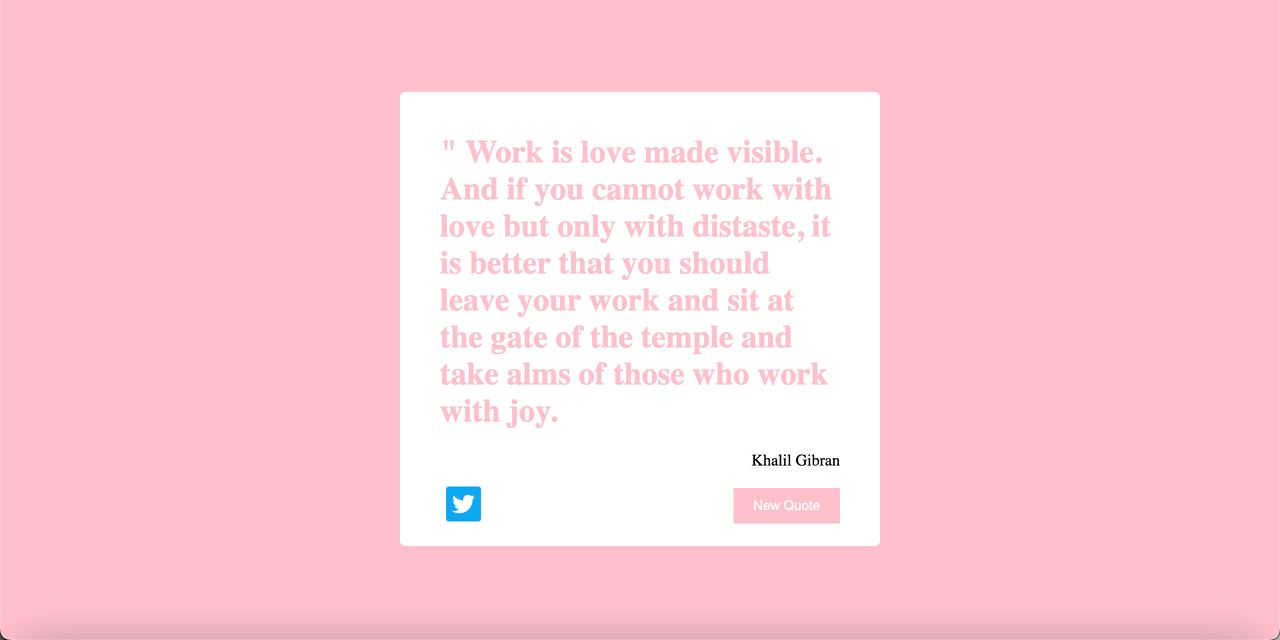 " Work is love made visible.
And if you cannot work with
love but only with distaste, it
is better that you should
leave your work and sit at
the gate of the temple and
take alms of those who work
with joy.
Khalil Gibran
New Quote